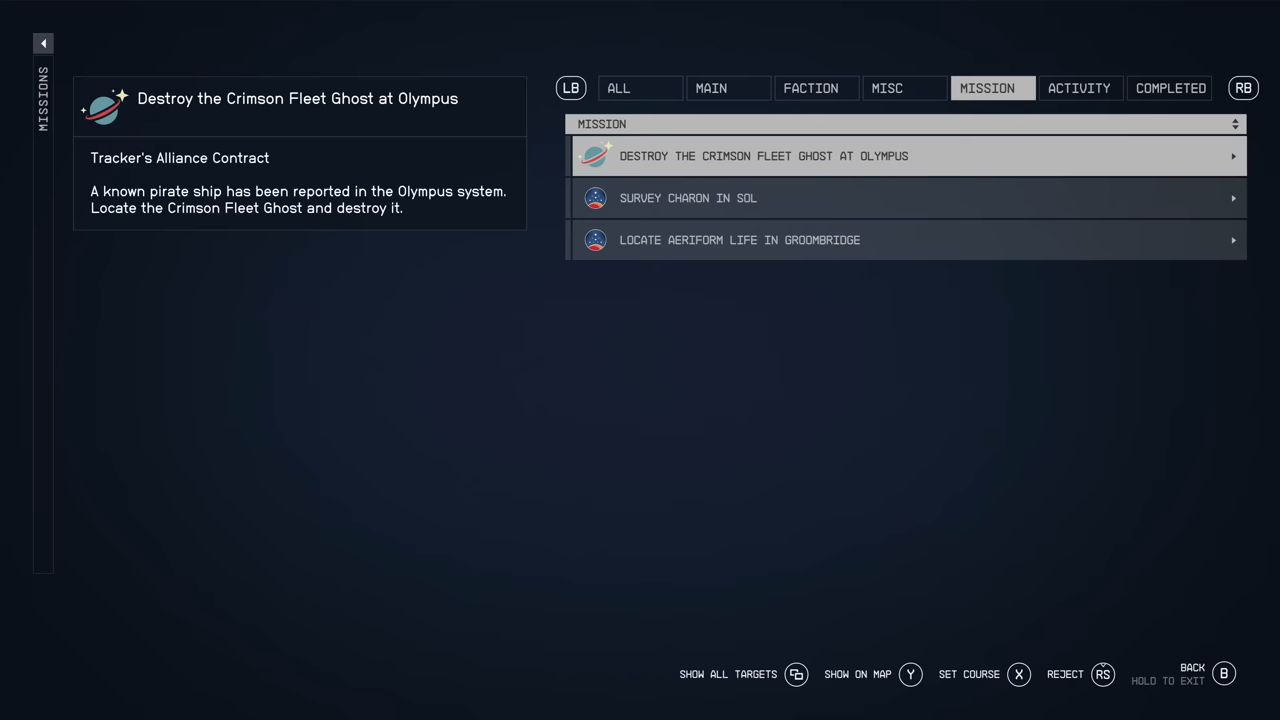 MISSIONS
Destroy the Crimson Fleet Ghost at Olympus
Tracker's Alliance Contract
A known pirate ship has been reported in the Olympus system.
Locate the Crimson Fleet Ghost and destroy it.
LB ALL MAIN FACTION MISC MISSION ACTIVITY COMPLETED RB
MISSION
DESTROY THE CRIMSON FLEET GHOST AT OLYMPUS
SURVEY CHARON IN SOL
LOCATE AERIFORM LIFE IN GROOMBRIDGE
SHOW ALL TARGETS SHOW ON MAP Y SET COURSE X REJECT RS BACK B
HOLD TO EXIT